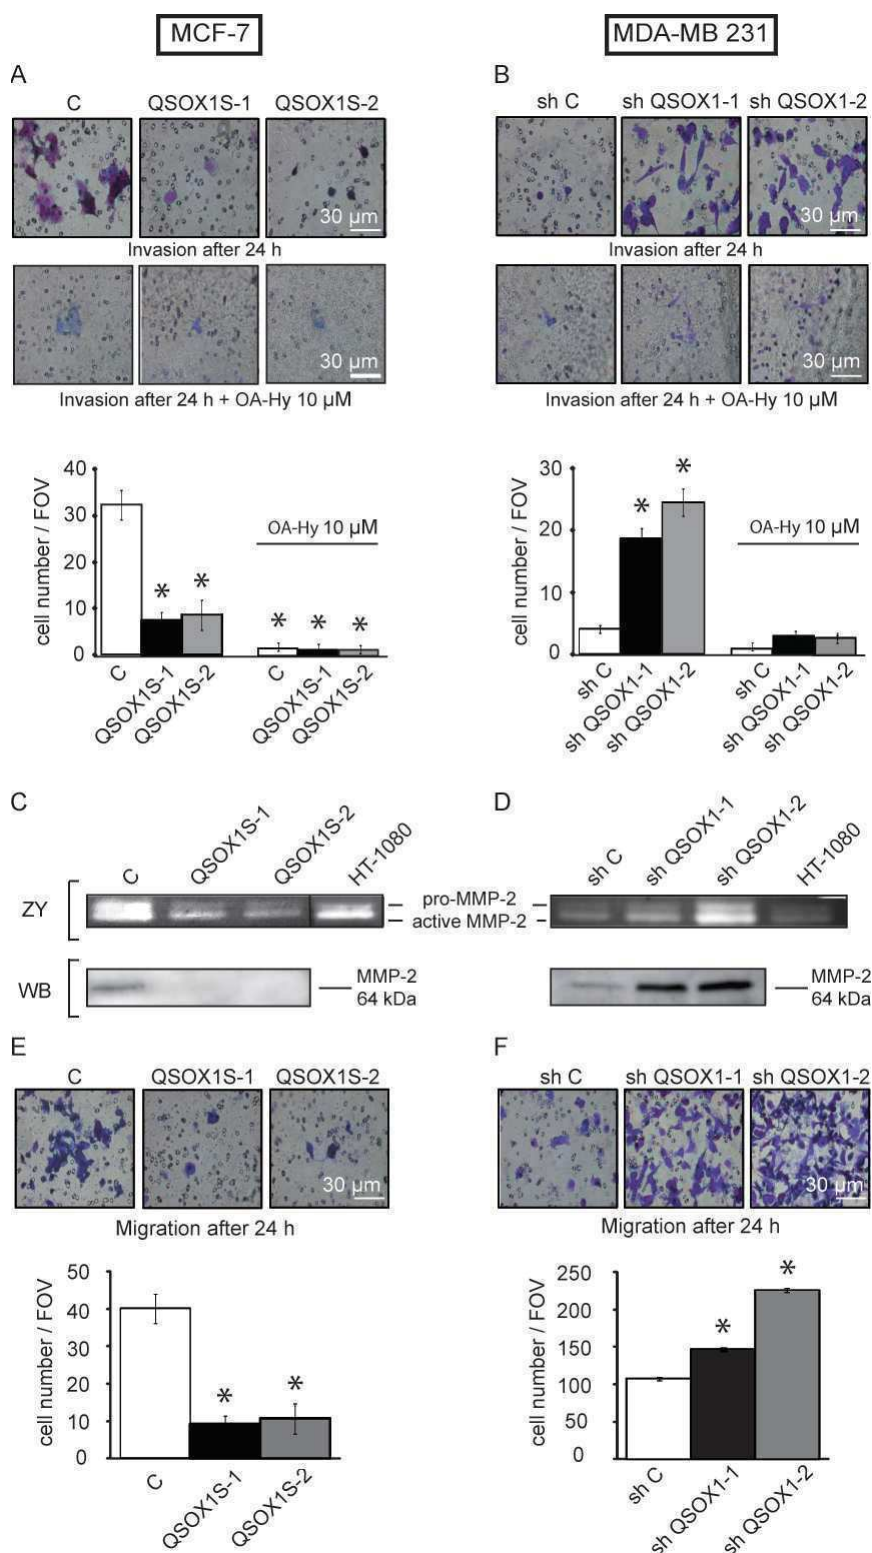 MCF-7
MDA-MB 231
A
C QSOX1S-1 QSOX1S-2
30 µm
Invasion after 24 h
30 µm
Invasion after 24 h + OA-Hy 10 µM
cell number / FOV
40
30
20
10
0
OA-Hy 10 µM
* * * * *
C QSOX1S-1 QSOX1S-2 C QSOX1S-1 QSOX1S-2
B
sh C sh QSOX1-1 sh QSOX1-2
30 µm
Invasion after 24 h
30 µm
Invasion after 24 h + OA-Hy 10 µM
cell number / FOV
30
20
10
0
OA-Hy 10 µM
* *
sh C sh QSOX1-1 sh QSOX1-2 sh C sh QSOX1-1 sh QSOX1-2
C
C QSOX1S-1 QSOX1S-2 HT-1080
D
sh C sh QSOX1-1 sh QSOX1-2 HT-1080
ZY
pro-MMP-2
active MMP-2
WB
MMP-2
64 kDa
MMP-2
64 kDa
E
C QSOX1S-1 QSOX1S-2
30 µm
Migration after 24 h
cell number / FOV
50
40
30
20
10
0
* *
C QSOX1S-1 QSOX1S-2
F
sh C sh QSOX1-1 sh QSOX1-2
30 µm
Migration after 24 h
cell number / FOV
250
200
150
100
50
0
* *
sh C sh QSOX1-1 sh QSOX1-2